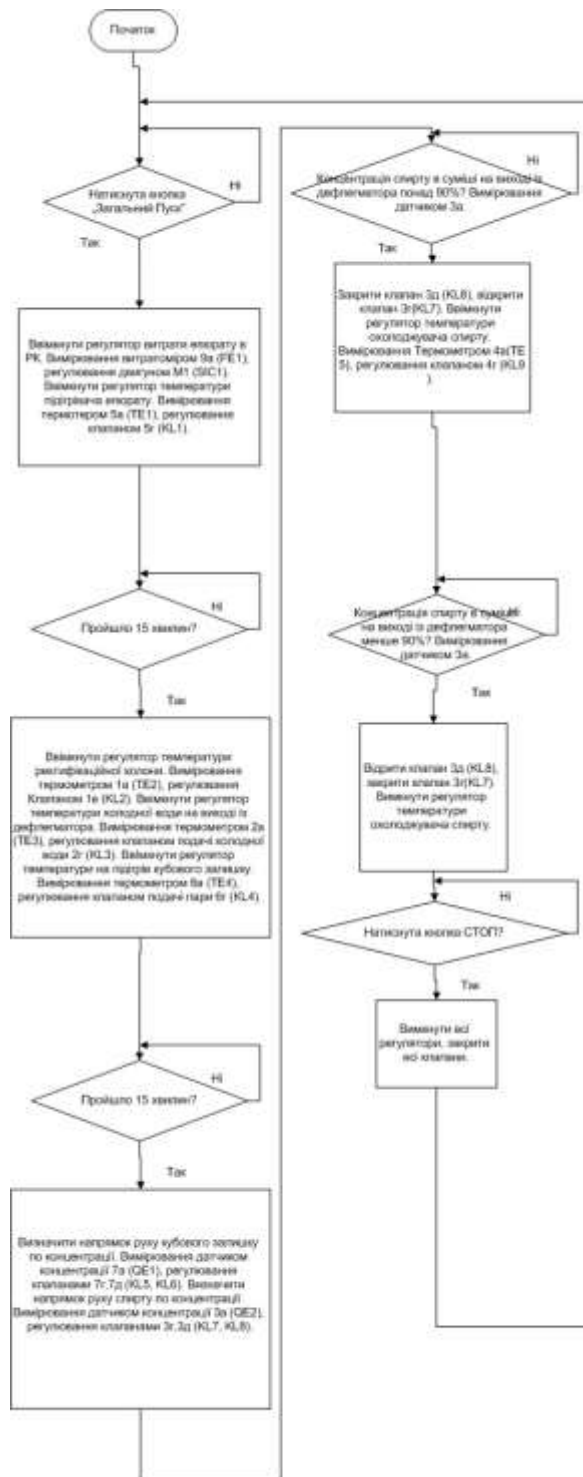 Початок
Натиснута кнопка
„Загальний Пуск"
Ні
Так
Ввімкнути регулятор витрати епюрату в
РК. Вимірювання витратоміром 9а (FE1),
регулювання двигуном М1 (SIC1).
Ввімкнути регулятор температури
підігрівача епюрату. Вимірювання
термотером 5а (TE1), регулювання
клапаном 5г (KL1).
Ні
Пройшло 15 хвилин?
Так
Ввімкнути регулятор температури
ректифікаційної колони. Вимірювання
термометром 1а (TE2), регулювання
Клапаном 1е (KL2). Ввімкнути регулятор
температури холодної води на виході із
дефлегматора. Вимірювання термометром 2а
(TE3), регулювання клапаном подачі холодної
води 2г (KL3). Ввімкнути регулятор
температури на підігрів кубового залишку.
Вимірювання термометром 6а (TE4),
регулювання клапаном подачі пари 6г (KL4).
Ні
Пройшло 15 хвилин?
Так
Визначити напрямок руху кубового залишку
по концентрації. Вимірювання датчиком
концентрації 7а (QE1), регулювання
клапанами 7г,7д (KL5, KL6). Визначити
напрямок руху спирту по концентрації.
Вимірювання датчиком концентрації 3а (QE2),
регулювання клапанами 3г,3д (KL7, KL8).
Ні
Концентрація спирту в суміші на виході із
дефлегматора понад 90%? Вимірювання
датчиком 3а.
Так
Закрити клапан 3д (KL8), відкрити
клапан 3г(KL7). Ввімкнути
регулятор температури
охолоджувача спирту.
Вимірювання Термометром 4а(TE
5), регулювання клапаном 4г (KL9
).
Ні
Концентрація спирту в суміші
на виході із дефлегматора
менше 90%? Вимірювання
датчиком 3а.
Так
Відрити клапан 3д (KL8),
закрити клапан 3г(KL7).
Вимкнути регулятор
температури
охолоджувача спирту.
Ні
Натиснута кнопка СТОП?
Так
Вимкнути всі
регулятори, закрити
всі клапани.